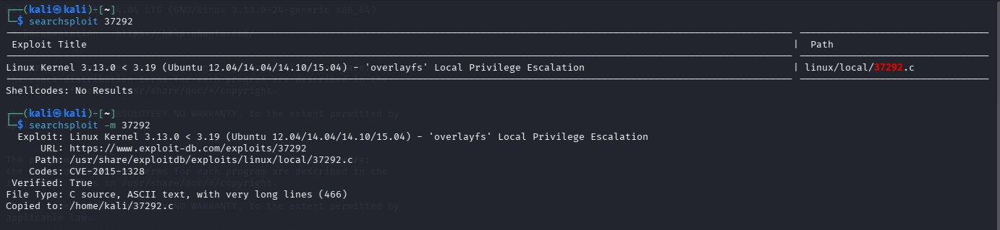 ┌──(kali㉿kali)-[~]
└─$ searchsploit 37292
Exploit Title | Path
Linux Kernel 3.13.0 < 3.19 (Ubuntu 12.04/14.04/14.10/15.04) - 'overlayfs' Local Privilege Escalation | linux/local/37292.c
Shellcodes: No Results
┌──(kali㉿kali)-[~]
└─$ searchsploit -m 37292
Exploit: Linux Kernel 3.13.0 < 3.19 (Ubuntu 12.04/14.04/14.10/15.04) - 'overlayfs' Local Privilege Escalation
URL: https://www.exploit-db.com/exploits/37292
Path: /usr/share/exploitdb/exploits/linux/local/37292.c
Codes: CVE-2015-1328
Verified: True
File Type: C source, ASCII text, with very long lines (466)
Copied to: /home/kali/37292.c